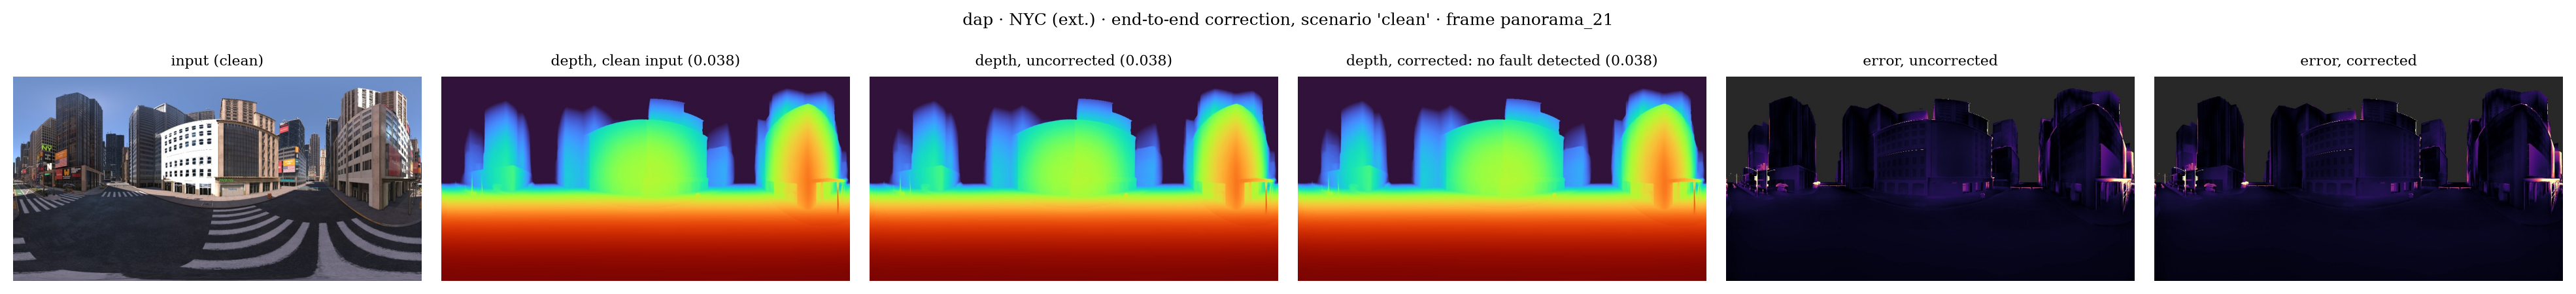 dap · NYC (ext.) · end-to-end correction, scenario 'clean' · frame panorama_21
input (clean)
depth, clean input (0.038)
depth, uncorrected (0.038)
depth, corrected: no fault detected (0.038)
error, uncorrected
error, corrected